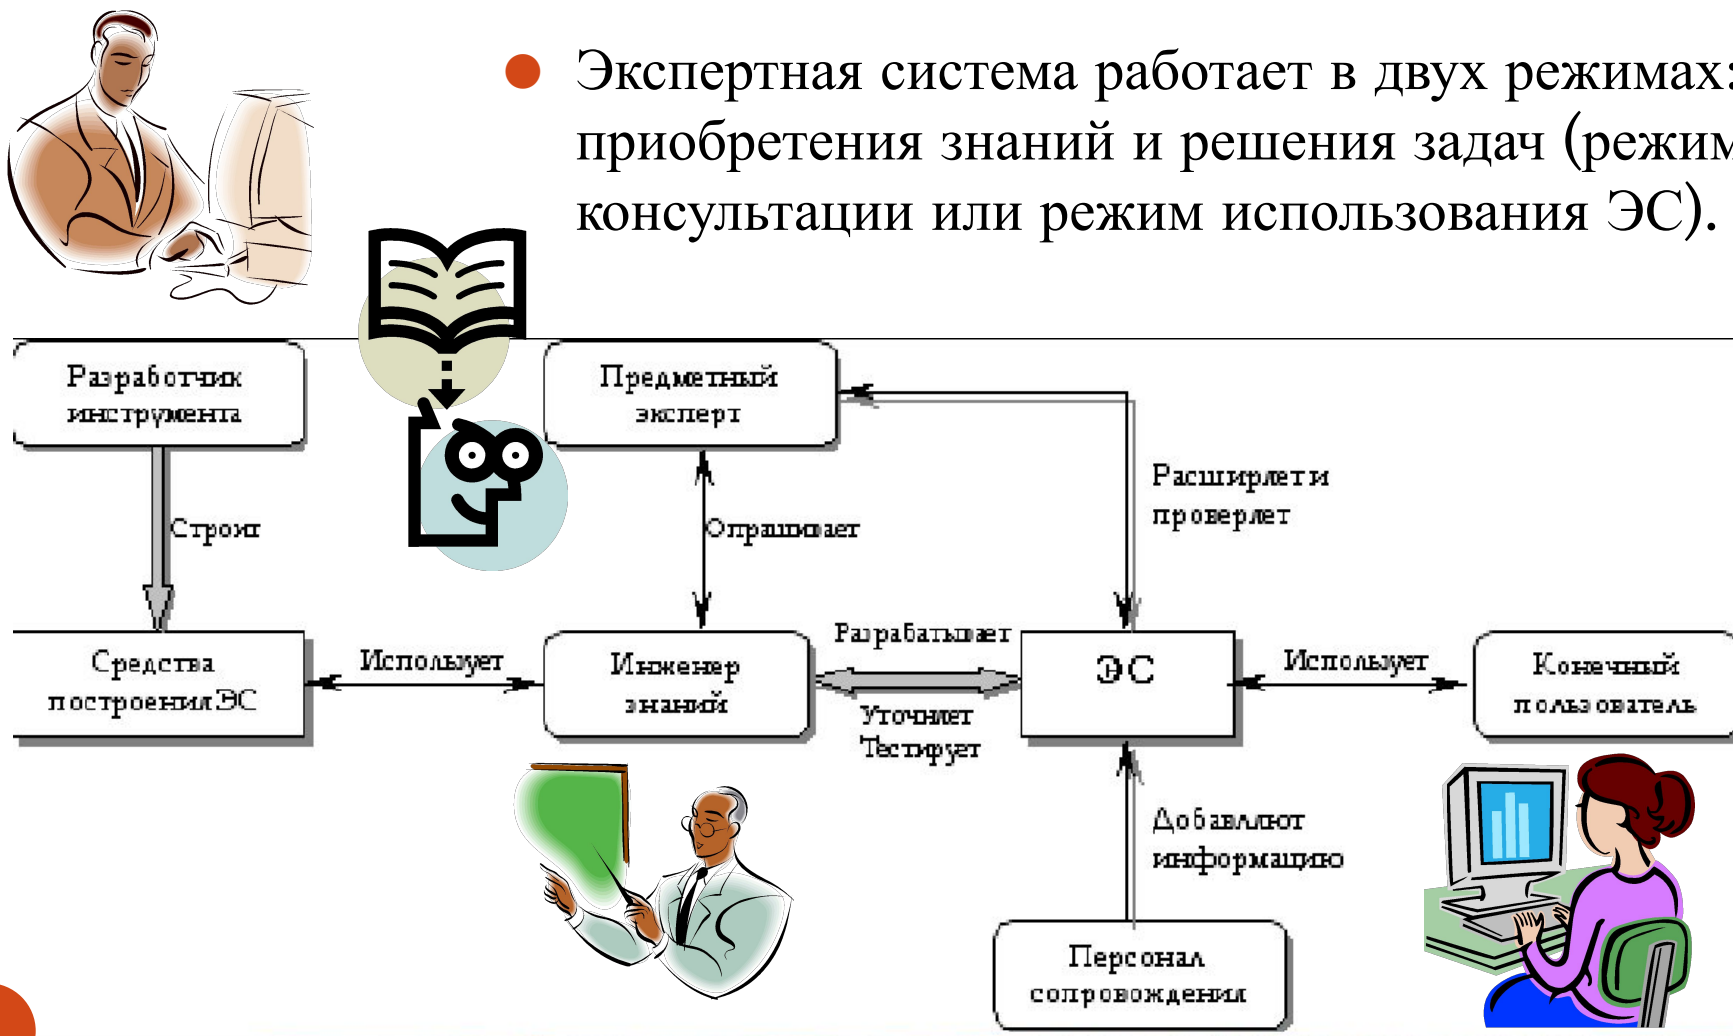 Экспертная система работает в двух режимах:
приобретения знаний и решения задач (режим
консультации или режим использования ЭС).
Разработчик
инструмента
Предметный
эксперт
Расширяет и
проверяет
Строит
Опрашивает
Средства
построения ЭС
Использует
Инженер
знаний
Разрабатывает
Уточняет
Тестирует
ЭС
Использует
Конечный
пользователь
Добавляют
информацию
Персонал
сопровождения